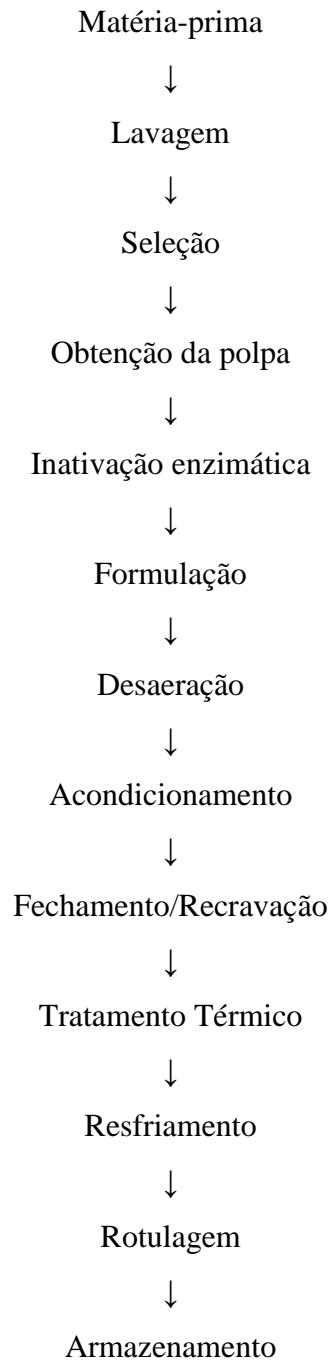 Matéria-prima
↓
Lavagem
↓
Seleção
↓
Obtenção da polpa
↓
Inativação enzimática
↓
Formulação
↓
Desaeração
↓
Acondicionamento
↓
Fechamento/Recravação
↓
Tratamento Térmico
↓
Resfriamento
↓
Rotulagem
↓
Armazenamento